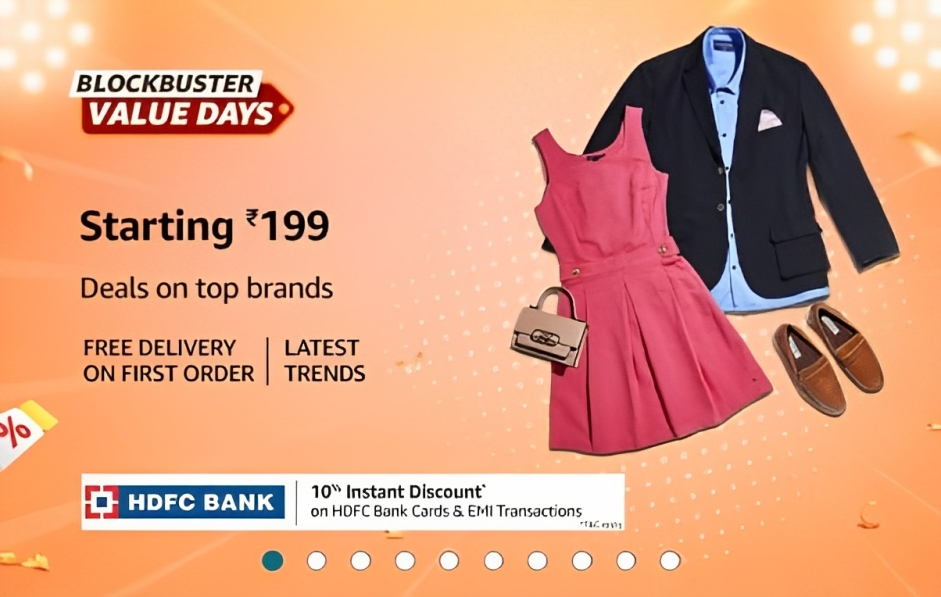 BLOCKBUSTER
VALUE DAYS
Starting ₹199
Deals on top brands
FREE DELIVERY
ON FIRST ORDER
LATEST
TRENDS
%
HDFC BANK
10% Instant Discount*
on HDFC Bank Cards & EMI Transactions